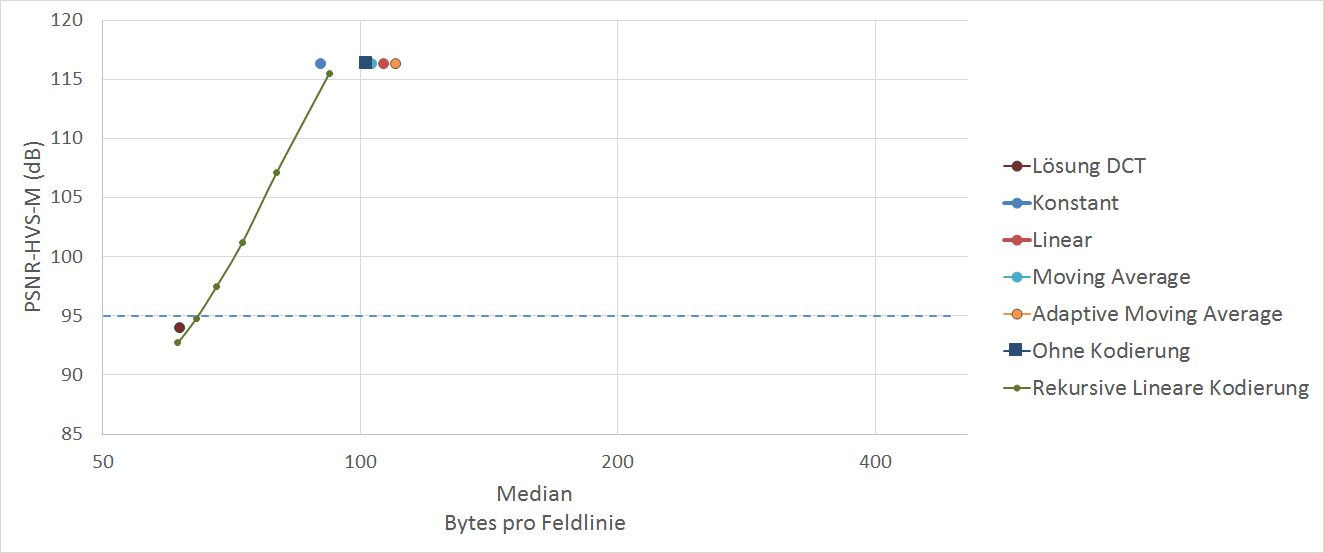 120
115
110
105
100
95
90
85
PSNR-HVS-M (dB)
50
100
200
400
Median
Bytes pro Feldlinie
Lösung DCT
Konstant
Linear
Moving Average
Adaptive Moving Average
Ohne Kodierung
Rekursive Lineare Kodierung